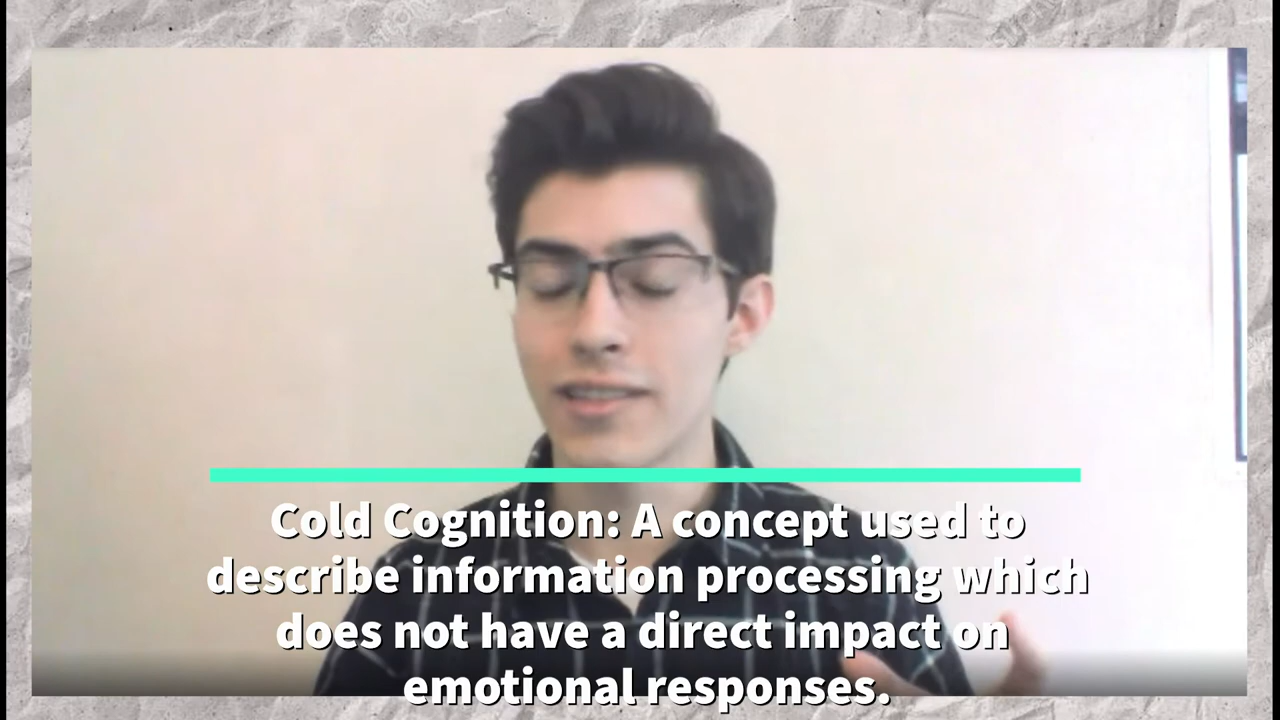 Cold Cognition: A concept used to
describe information processing which
does not have a direct impact on
emotional responses.